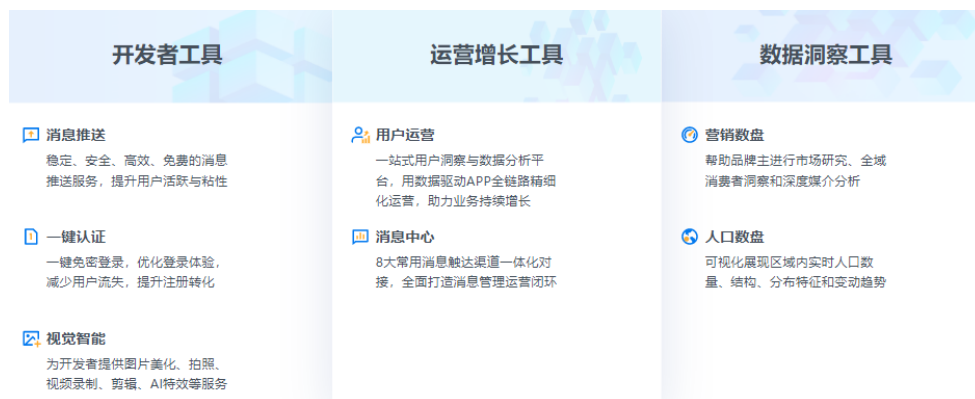 开发者工具
消息推送
稳定、安全、高效、免费的消息
推送服务，提升用户活跃与粘性
一键认证
一键免密登录，优化登录体验，
减少用户流失，提升注册转化
视觉智能
为开发者提供图片美化、拍照、
视频录制、剪辑、AI特效等服务
运营增长工具
用户运营
一站式用户洞察与数据分析平
台，用数据驱动APP全链路精细
化运营，助力业务持续增长
消息中心
8大常用消息触达渠道一体化对
接，全面打造消息管理运营闭环
数据洞察工具
营销数盘
帮助品牌主进行市场研究、全域
消费者洞察和深度媒介分析
人口数盘
可视化展现区域内实时人口数
量、结构、分布特征和变动趋势